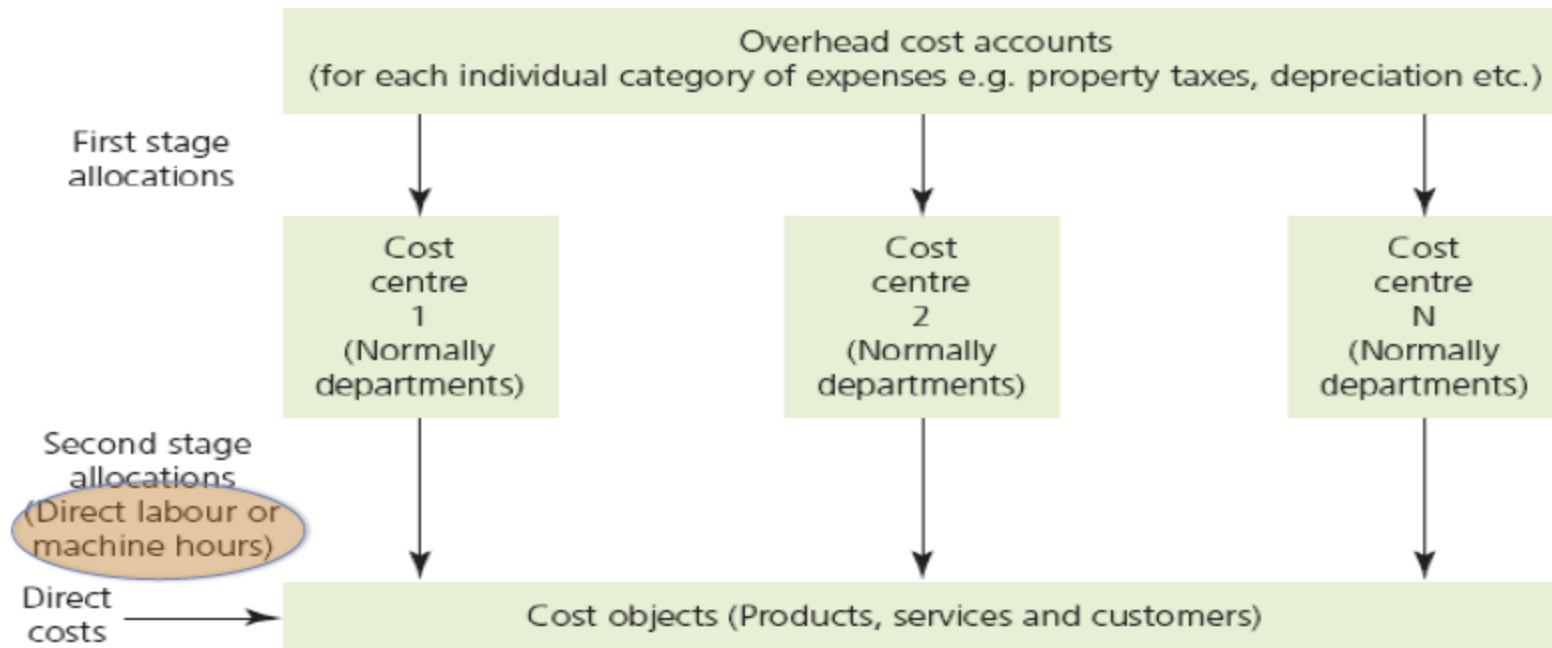 Overhead cost accounts
(for each individual category of expenses e.g. property taxes, depreciation etc.)
First stage
allocations
Cost
centre
1
(Normally
departments)
Cost
centre
2
(Normally
departments)
Cost
centre
N
(Normally
departments)
Second stage
allocations
(Direct labour or
machine hours)
Direct
costs
Cost objects (Products, services and customers)